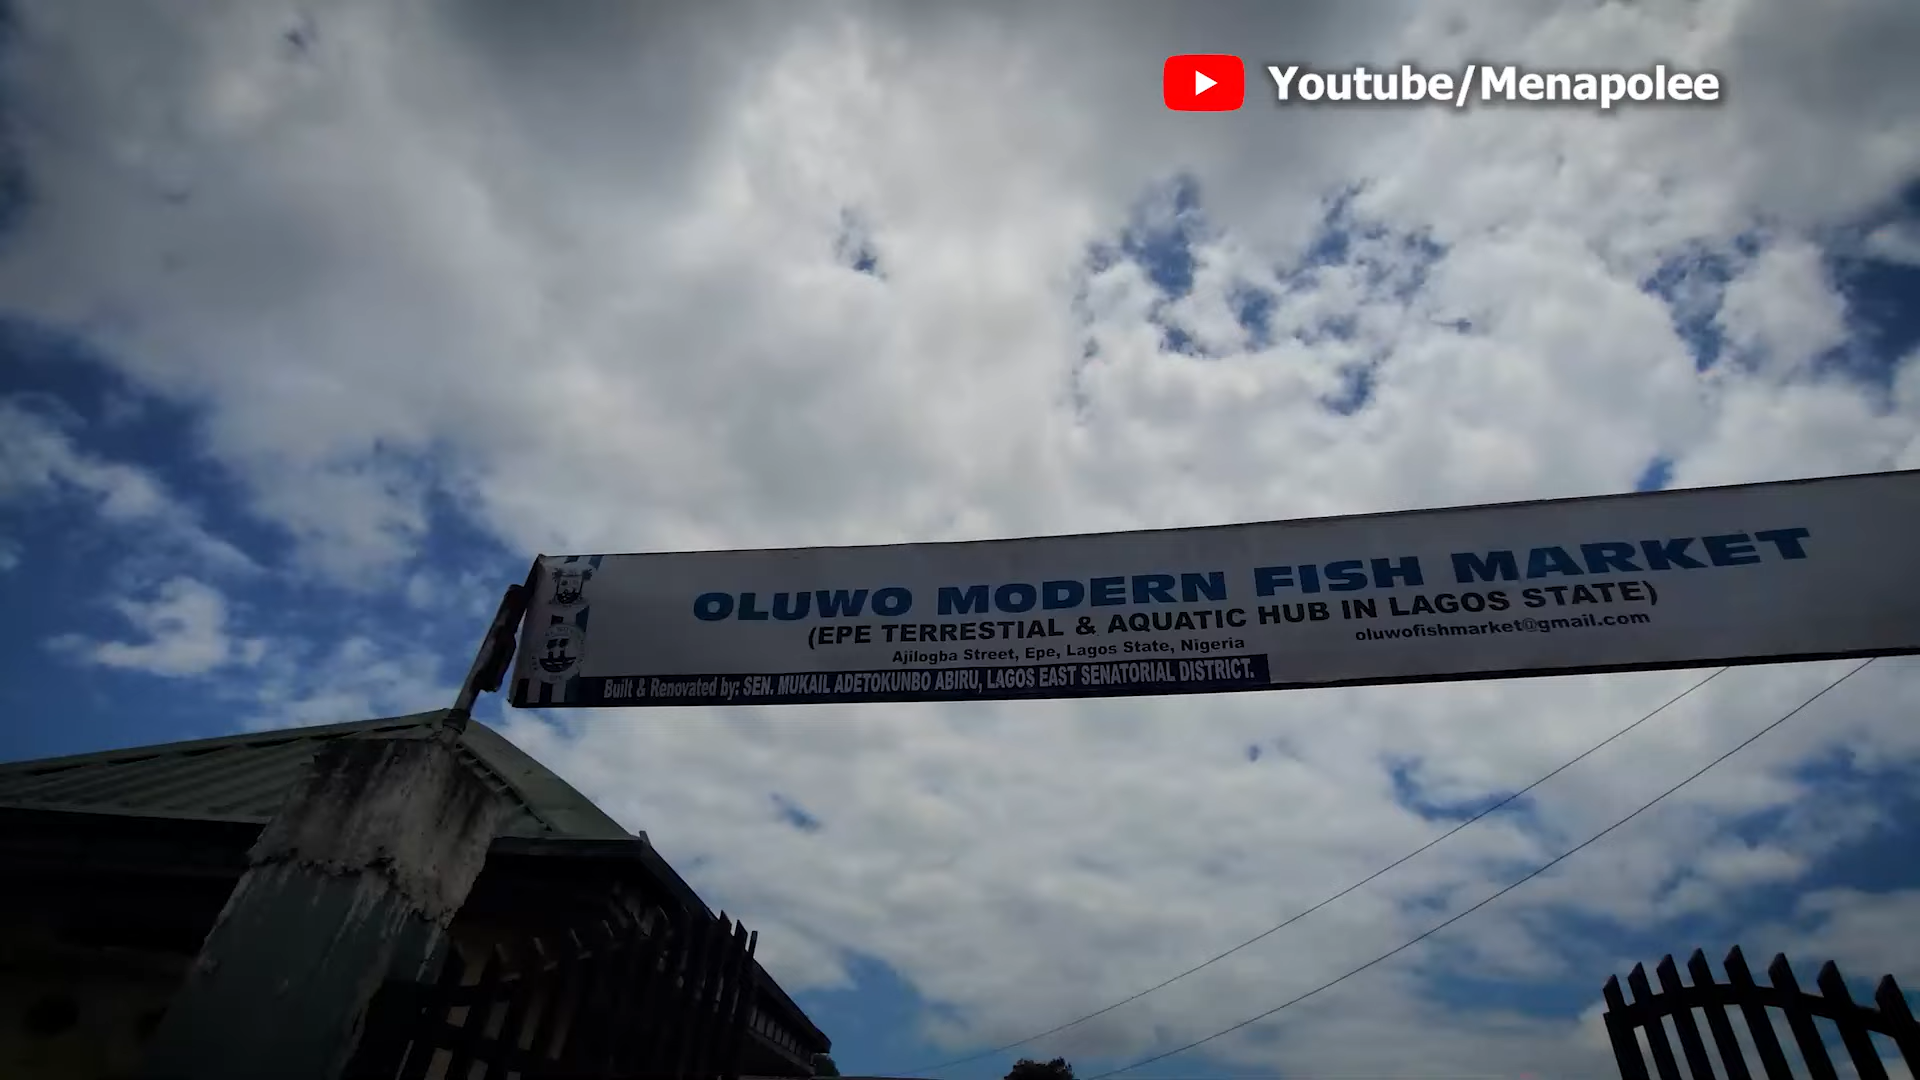 Youtube/Menapolee
OLUWO MODERN FISH MARKET
(EPE TERRESTIAL & AQUATIC HUB IN LAGOS STATE)
Ajilogba Street, Epe, Lagos State, Nigeria
oluwofishmarket@gmail.com
Built & Renovated by: SEN. MUKAIL ADETOKUNBO ABIRU, LAGOS EAST SENATORIAL DISTRICT.